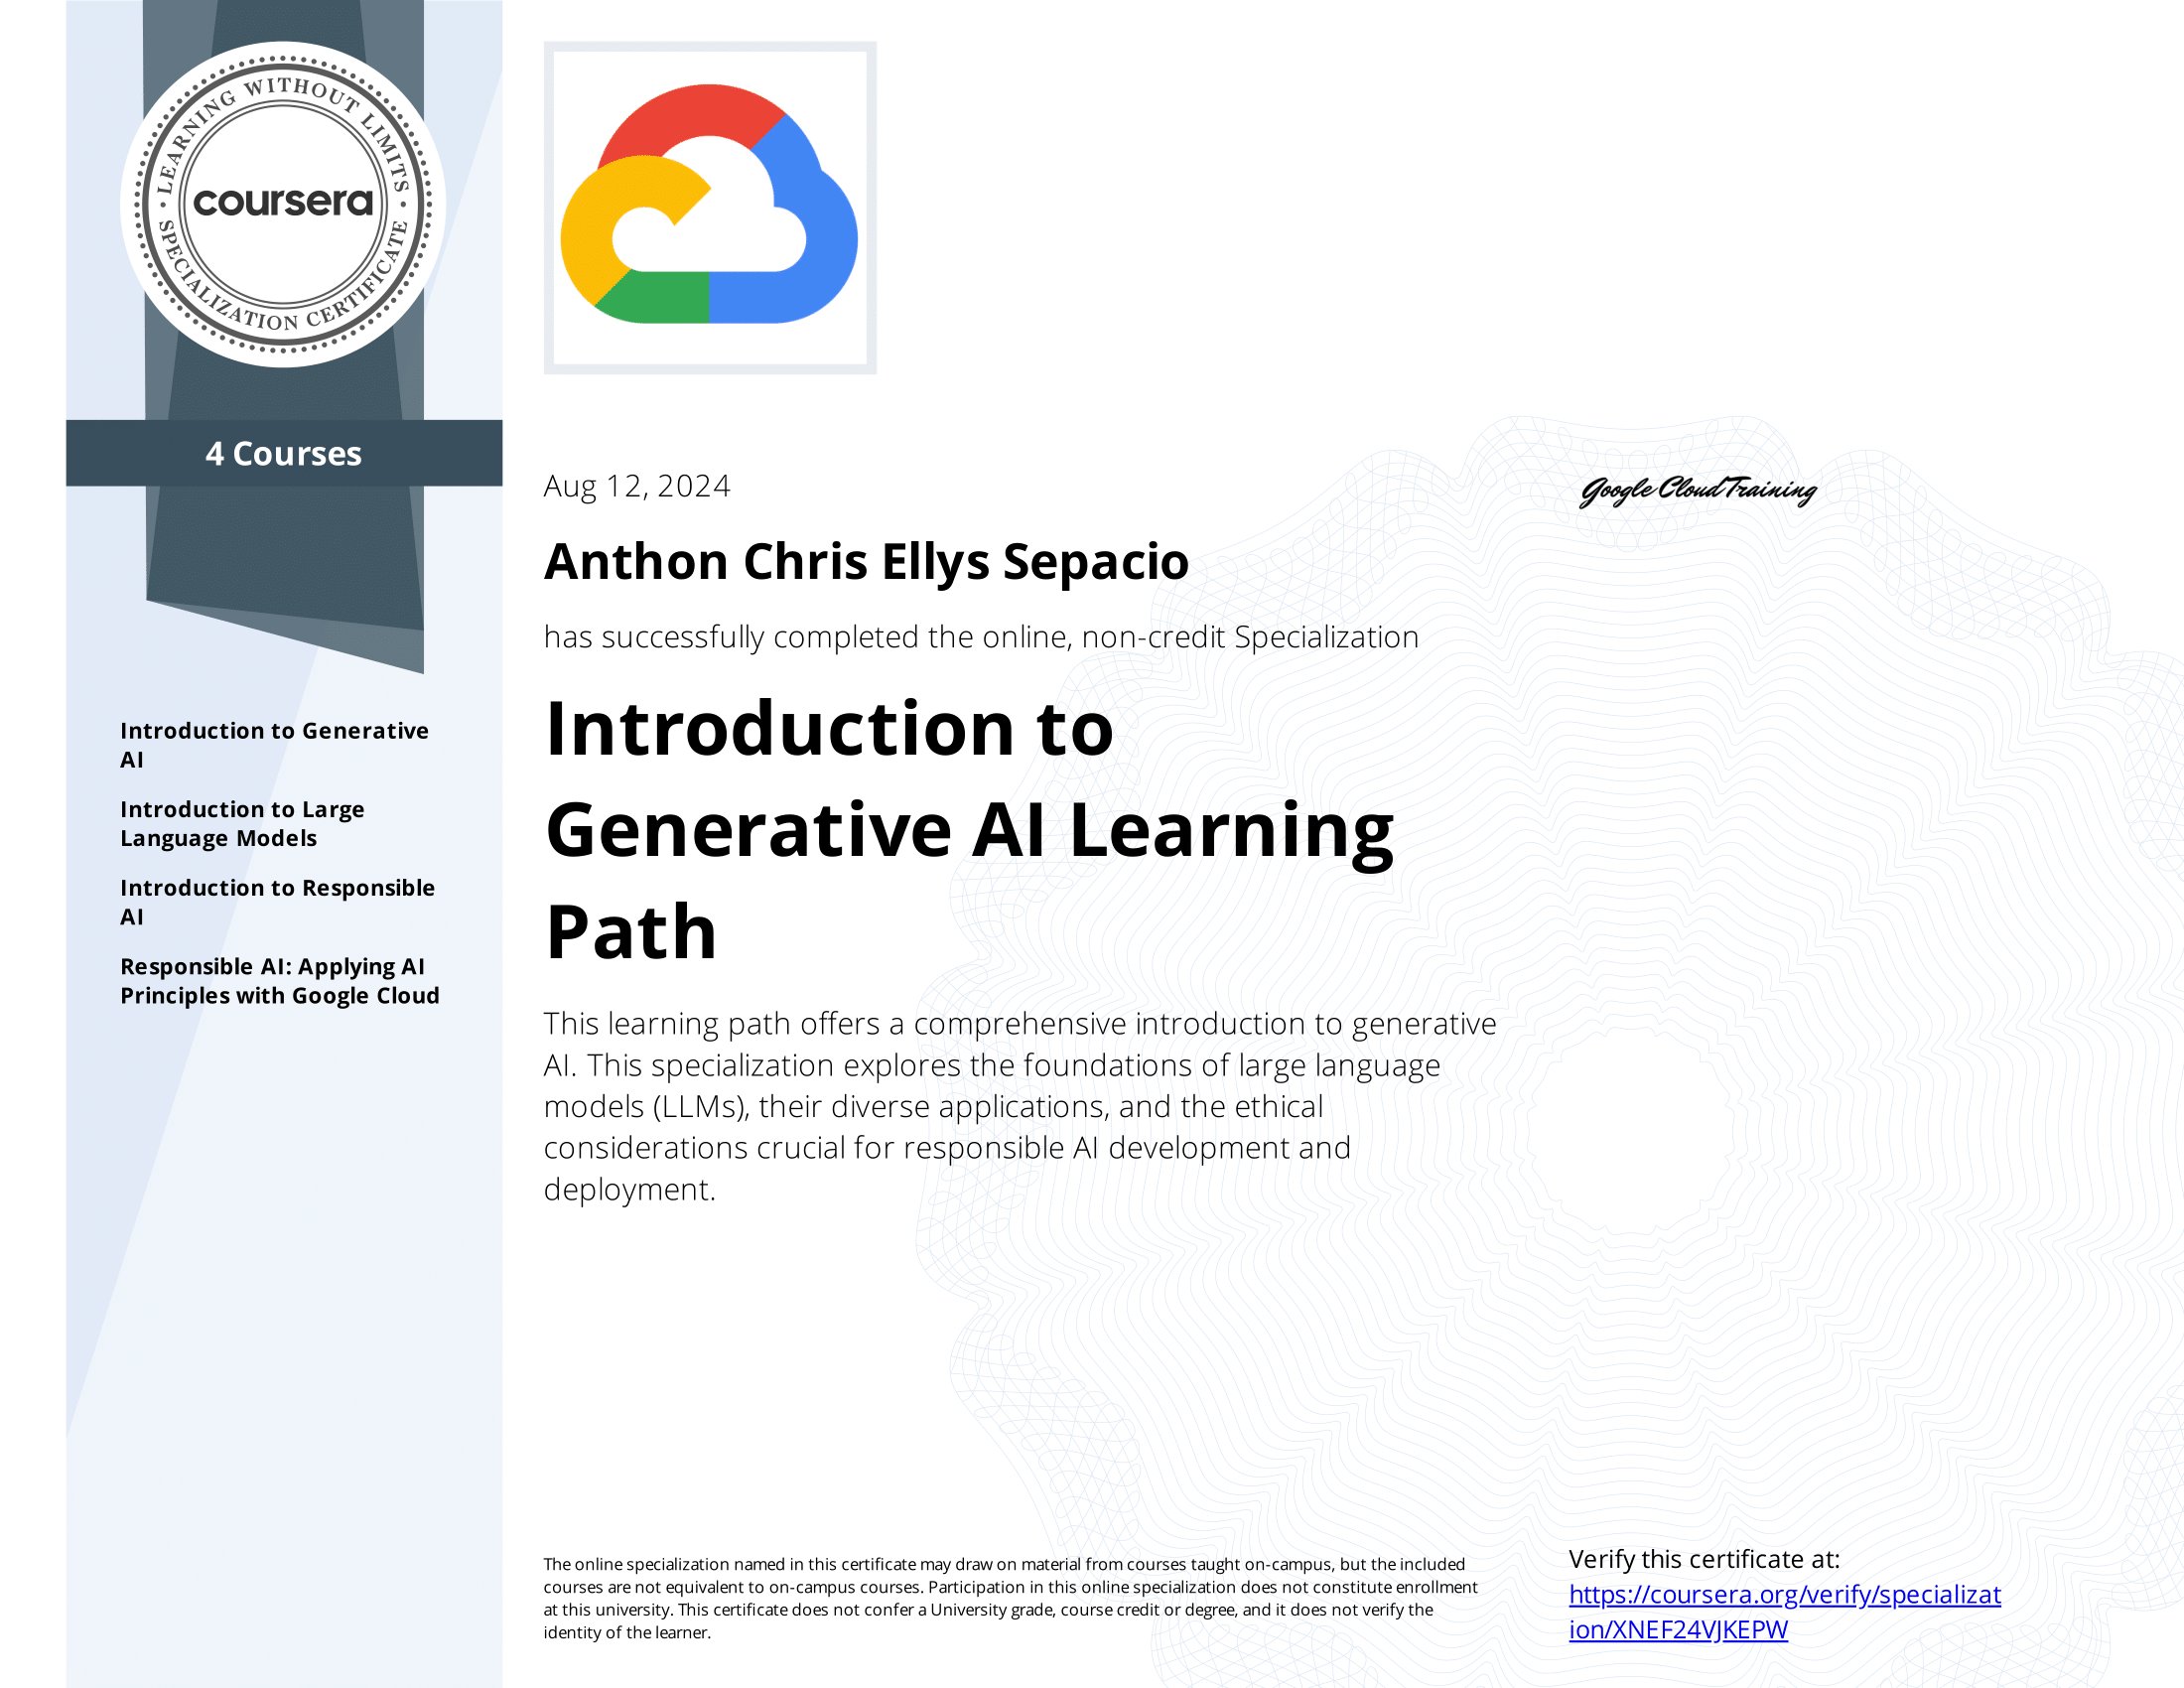 LEARNING WITHOUT LIMITS
coursera
SPECIALIZATION CERTIFICATE
4 Courses
Introduction to Generative
AI
Introduction to Large
Language Models
Introduction to Responsible
AI
Responsible AI: Applying AI
Principles with Google Cloud
Aug 12, 2024
Google Cloud Training
Anthon Chris Ellys Sepacio
has successfully completed the online, non-credit Specialization
Introduction to
Generative AI Learning
Path
This learning path offers a comprehensive introduction to generative
AI. This specialization explores the foundations of large language
models (LLMs), their diverse applications, and the ethical
considerations crucial for responsible AI development and
deployment.
The online specialization named in this certificate may draw on material from courses taught on-campus, but the included
courses are not equivalent to on-campus courses. Participation in this online specialization does not constitute enrollment
at this university. This certificate does not confer a University grade, course credit or degree, and it does not verify the
identity of the learner.
Verify this certificate at:
https://coursera.org/verify/specializat
ion/XNEF24VJKEPW